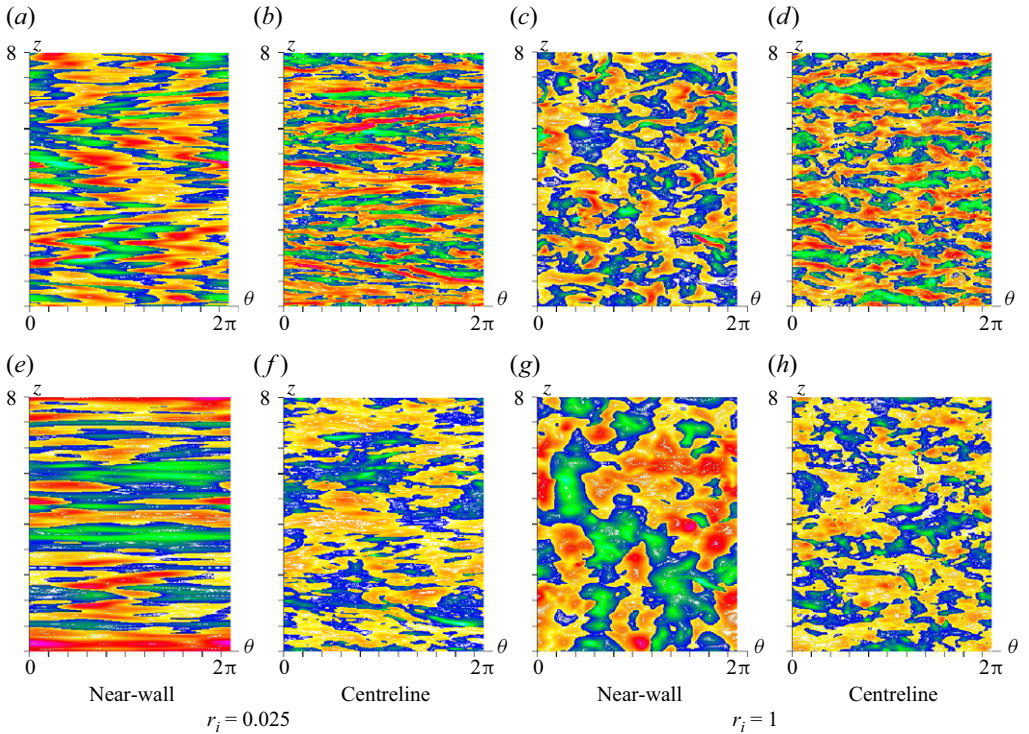 (a) (b) (c) (d)
8 z 8 z 8 z 8 z
θ θ θ θ
0 2π 0 2π 0 2π 0 2π
(e) (f) (g) (h)
8 z 8 z 8 z 8 z
θ θ θ θ
0 2π 0 2π 0 2π 0 2π
Near-wall Centreline Near-wall Centreline
r_i = 0.025 r_i = 1